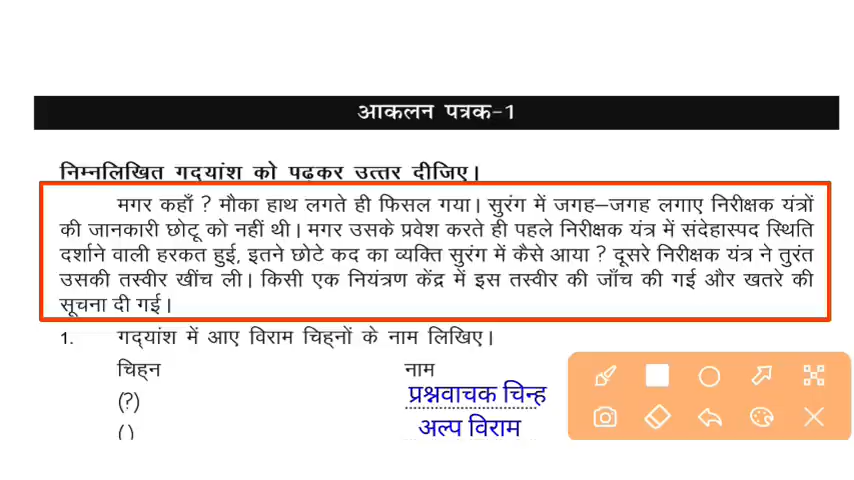 आकलन पत्रक-1
निम्नलिखित गद्यांश को पढकर उत्तर दीजिए।
मगर कहाँ ? मौका हाथ लगते ही फिसल गया। सुरंग में जगह–जगह लगाए निरीक्षक यंत्रों
की जानकारी छोटू को नहीं थी। मगर उसके प्रवेश करते ही पहले निरीक्षक यंत्र में संदेहास्पद स्थिति
दर्शाने वाली हरकत हुई, इतने छोटे कद का व्यक्ति सुरंग में कैसे आया ? दूसरे निरीक्षक यंत्र ने तुरंत
उसकी तस्वीर खींच ली। किसी एक नियंत्रण केंद्र में इस तस्वीर की जाँच की गई और खतरे की
सूचना दी गई।
1. गद्यांश में आए विराम चिह्नों के नाम लिखिए।
चिह्न नाम
(?) प्रश्नवाचक चिन्ह
( ) अल्प विराम